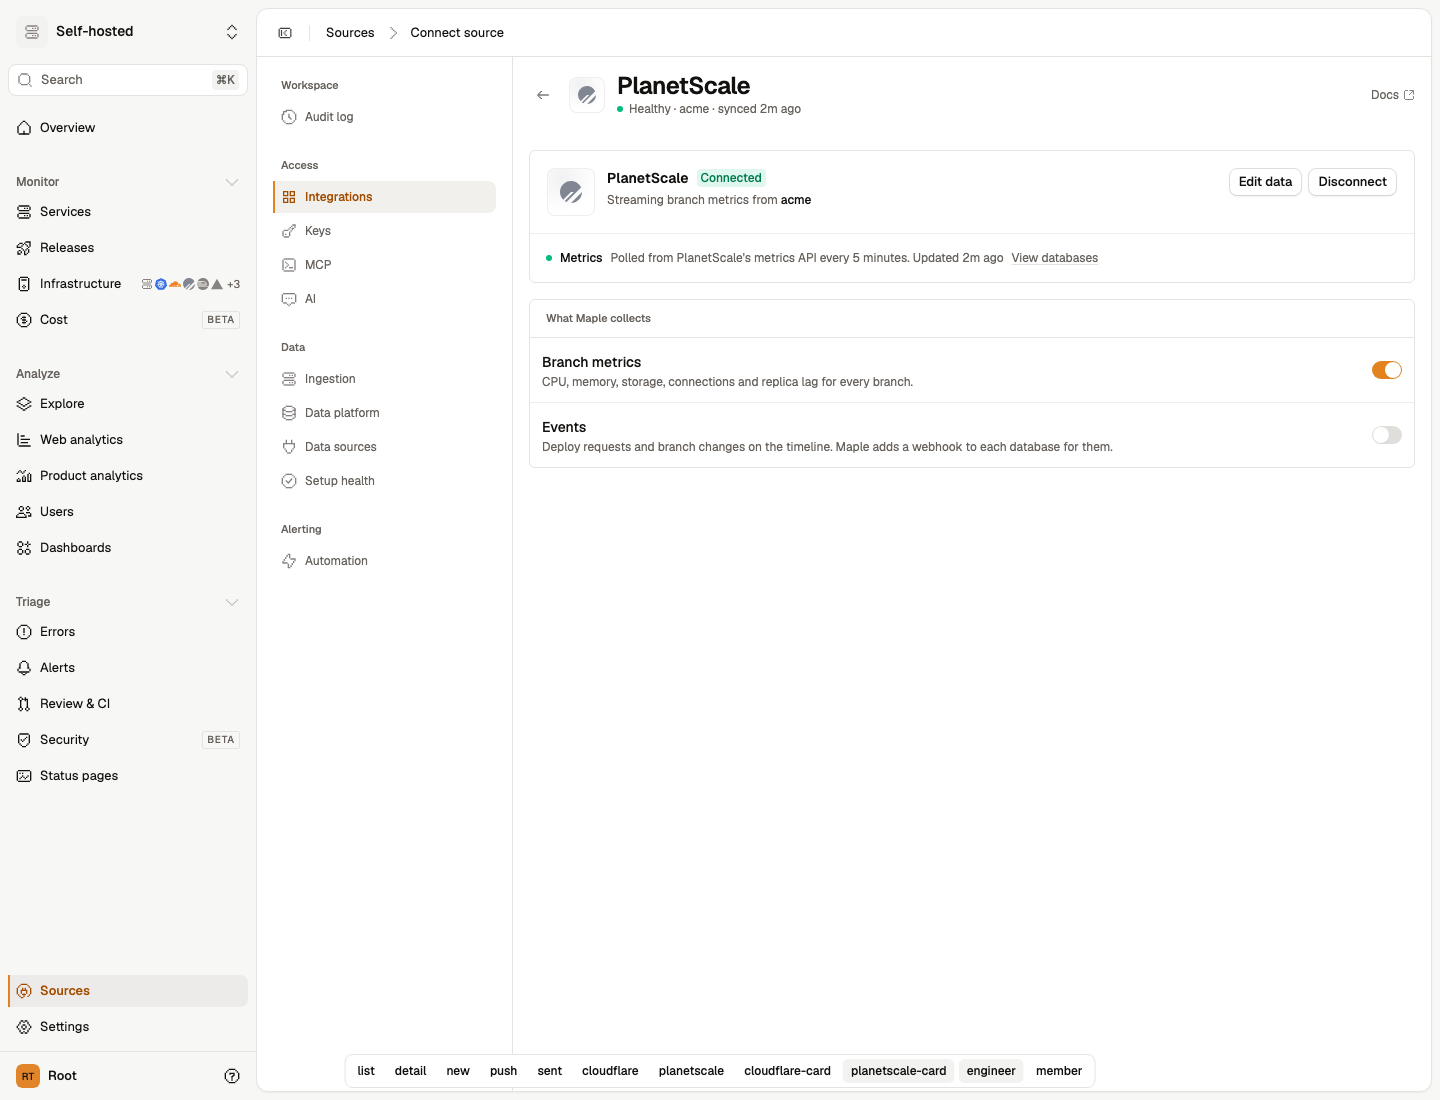 Self-hosted
Search
⌘K
Overview
Monitor
Services
Releases
Infrastructure
+3
Cost
BETA
Analyze
Explore
Web analytics
Product analytics
Users
Dashboards
Triage
Errors
Alerts
Review & CI
Security
BETA
Status pages
Sources
Settings
RT
Root
Sources
Connect source
Workspace
Audit log
Access
Integrations
Keys
MCP
AI
Data
Ingestion
Data platform
Data sources
Setup health
Alerting
Automation
PlanetScale
Healthy · acme · synced 2m ago
Docs
PlanetScale
Connected
Streaming branch metrics from acme
Edit data
Disconnect
Metrics Polled from PlanetScale's metrics API every 5 minutes. Updated 2m ago View databases
What Maple collects
Branch metrics
CPU, memory, storage, connections and replica lag for every branch.
Events
Deploy requests and branch changes on the timeline. Maple adds a webhook to each database for them.
list detail new push sent cloudflare planetscale cloudflare-card planetscale-card engineer member